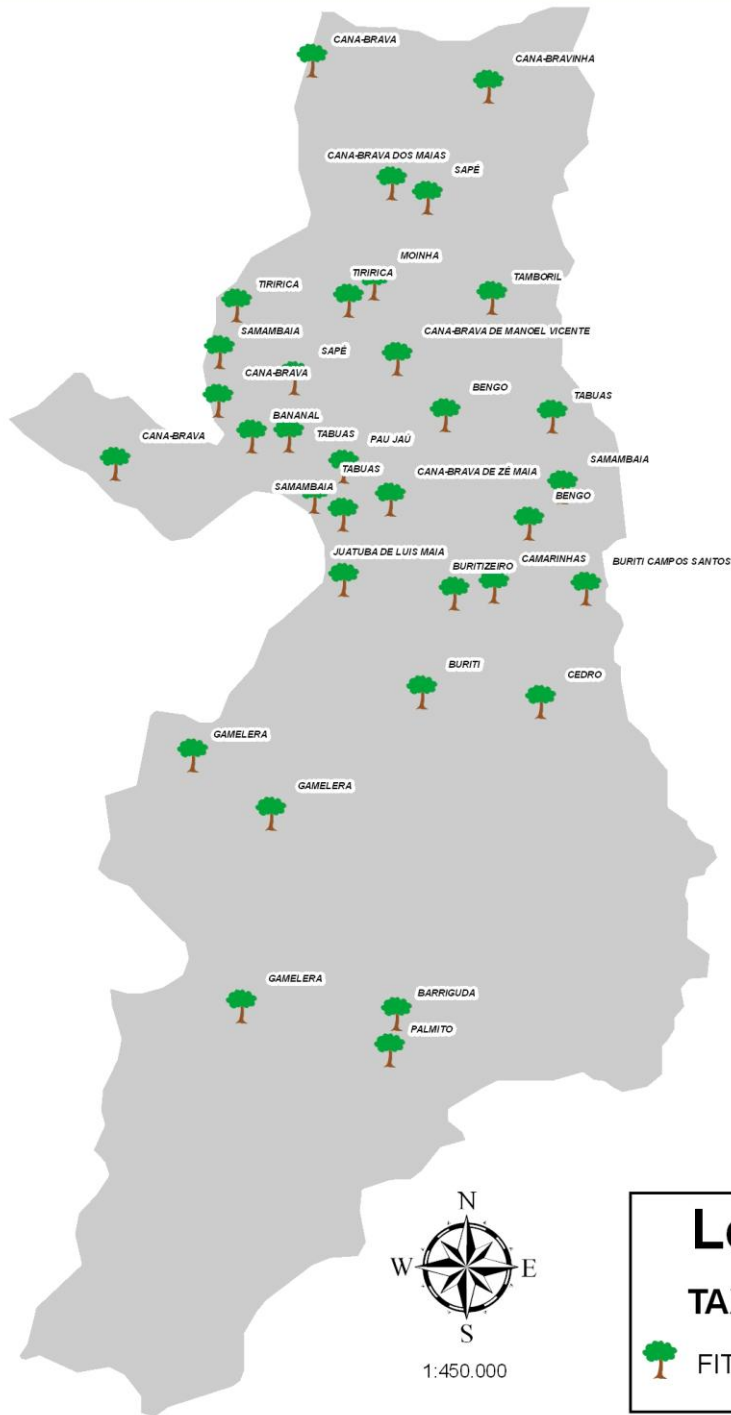 CANA-BRAVA
CANA-BRAVINHA
CANA-BRAVA DOS MAIAS
SAPÉ
MOINHA
TIRIRICA
TAMBORIL
TIRIRICA
SAMAMBAIA
CANA-BRAVA DE MANOEL VICENTE
SAPÉ
CANA-BRAVA
BENGO
TABUAS
BANANAL
TABUAS
PAU JAÚ
CANA-BRAVA
SAMAMBAIA
TABUAS
CANA-BRAVA DE ZÉ MAIA
SAMAMBAIA
BENGO
JUATUBA DE LUIS MAIA
BURITIZEIRO
CAMARINHAS
BURITI CAMPOS SANTOS
BURITI
CEDRO
GAMELERA
GAMELERA
GAMELERA
BARRIGUDA
PALMITO
N
W
E
S
1:450.000